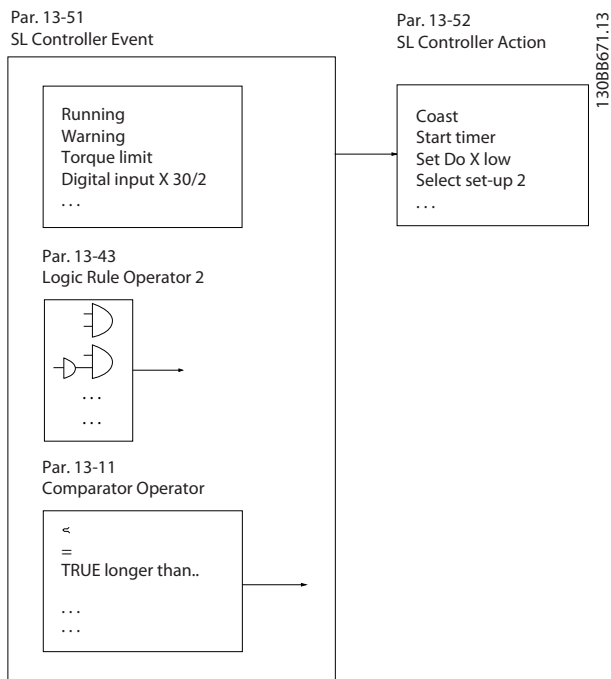 Par. 13-51
SL Controller Event
Par. 13-52
SL Controller Action
130BB671.13
Running
Warning
Torque limit
Digital input X 30/2
. . .
Coast
Start timer
Set Do X low
Select set-up 2
. . .
Par. 13-43
Logic Rule Operator 2
. . .
. . .
Par. 13-11
Comparator Operator
<
=
TRUE longer than..
. . .
. . .